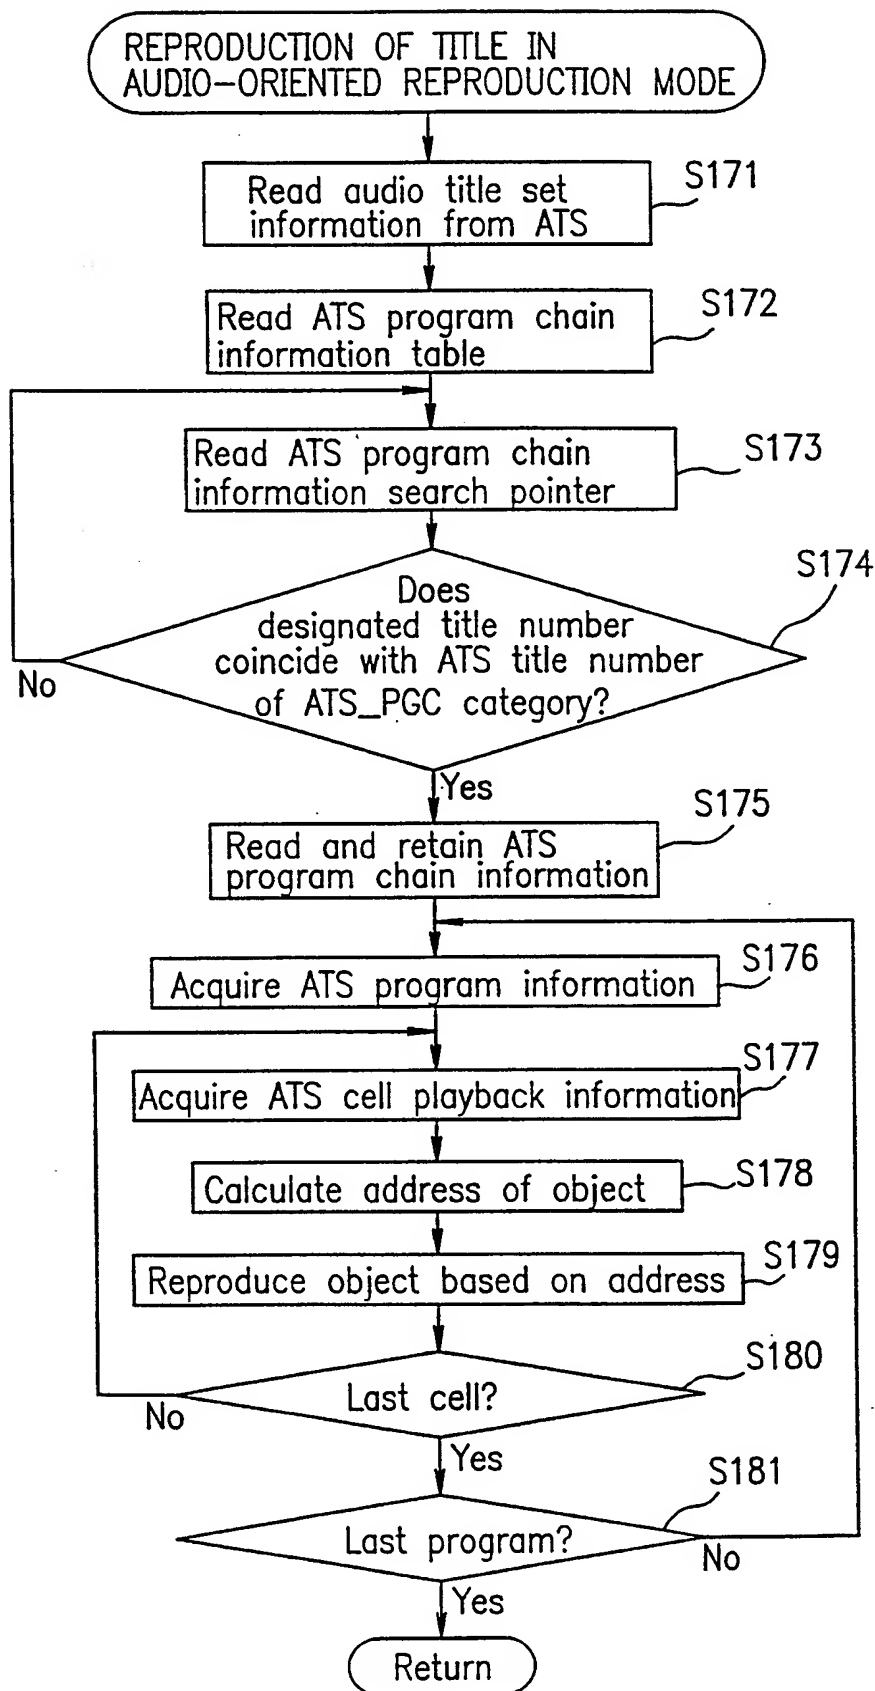 REPRODUCTION OF TITLE IN
AUDIO-ORIENTED REPRODUCTION MODE
Read audio title set
information from ATS
S171
Read ATS program chain
information table
S172
Read ATS program chain
information search pointer
S173
Does
designated title number
coincide with ATS title number
of ATS_PGC category?
S174
No
Yes
Read and retain ATS
program chain information
S175
Acquire ATS program information
S176
Acquire ATS cell playback information
S177
Calculate address of object
S178
Reproduce object based on address
S179
Last cell?
S180
No
Yes
Last program?
S181
No
Yes
Return